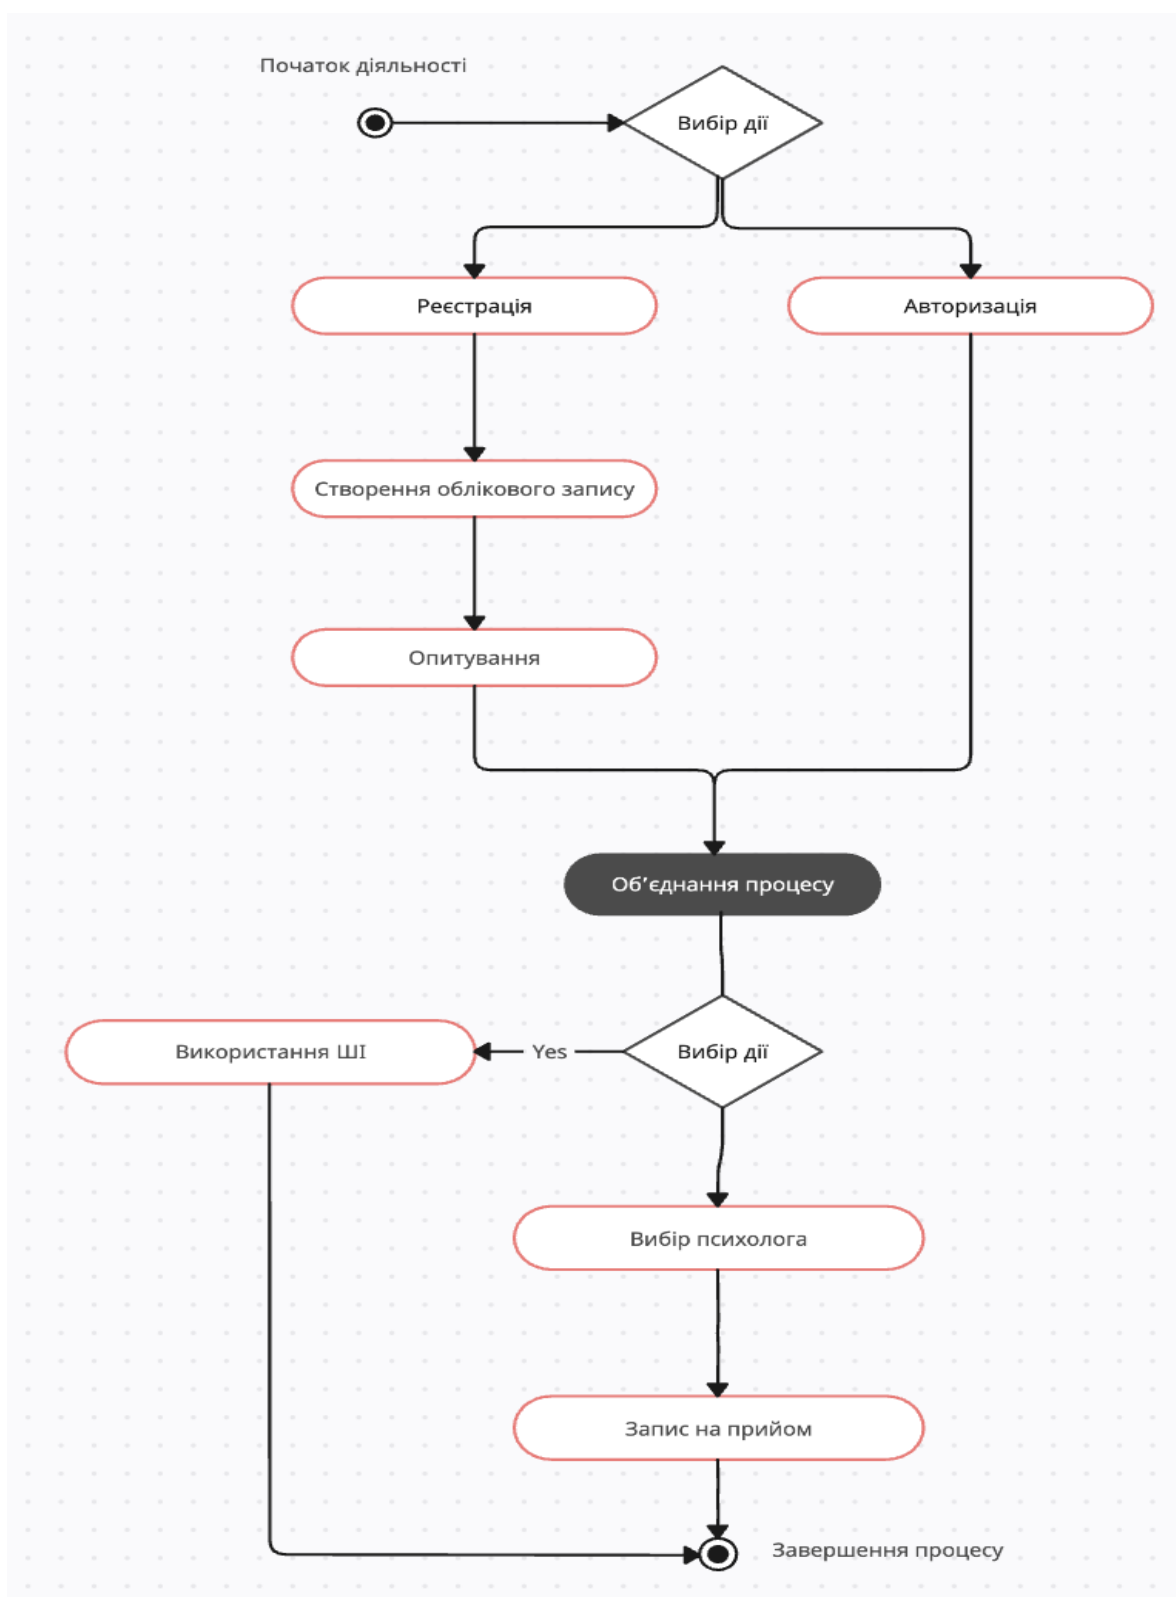 Початок діяльності
Вибір дії
Реєстрація
Авторизація
Створення облікового запису
Опитування
Об’єднання процесу
Використання ШІ
Yes
Вибір дії
Вибір психолога
Запис на прийом
Завершення процесу